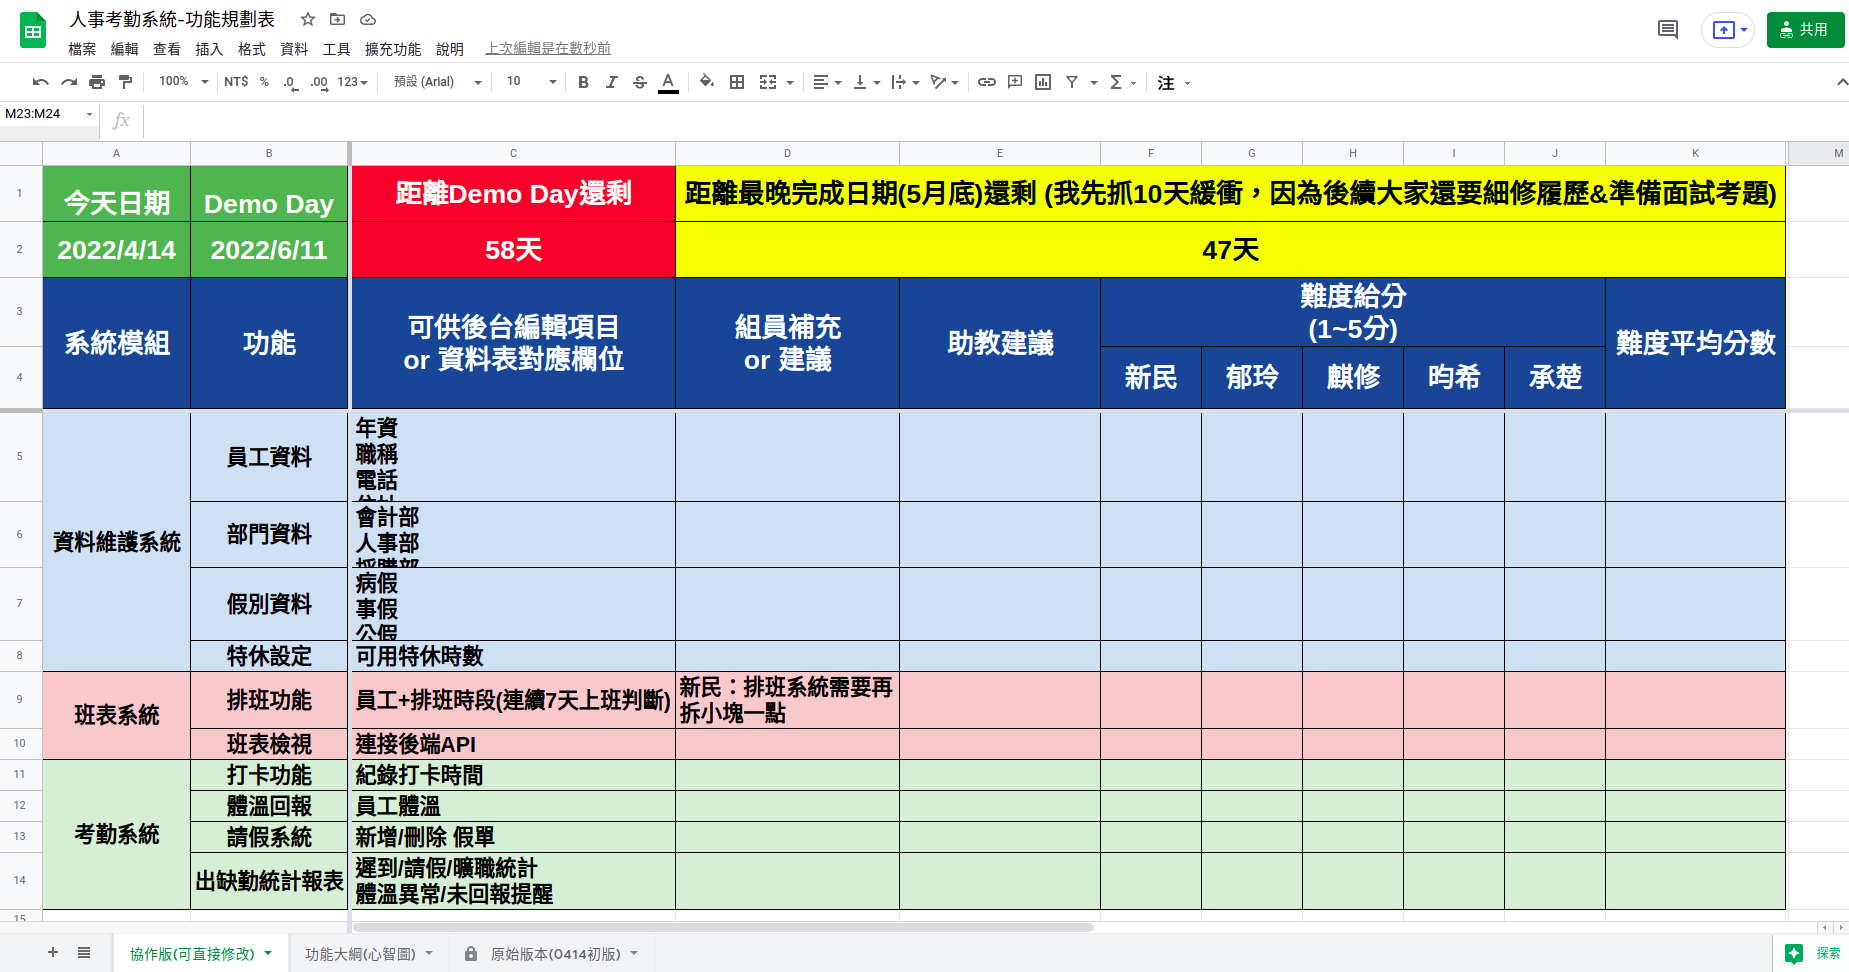 人事考勤系統-功能規劃表
檔案 編輯 查看 插入 格式 資料 工具 擴充功能 說明 上次編輯是在數秒前
共用
100% NT$ % .0 .00 123 預設 (Arial) 10 B I S A 注
M23:M24 fx
A B C D E F G H I J K M
1 今天日期 Demo Day 距離Demo Day還剩 距離最晚完成日期(5月底)還剩 (我先抓10天緩衝，因為後續大家還要細修履歷&準備面試考題)
2 2022/4/14 2022/6/11 58天 47天
3 系統模組 功能 可供後台編輯項目 組員補充 助教建議 難度給分 難度平均分數
or 資料表對應欄位 or 建議 (1~5分)
4 新民 郁玲 麒修 昀希 承楚
5 資料維護系統 員工資料 年資
職稱
電話
住址
6 部門資料 會計部
人事部
採購部
7 假別資料 病假
事假
公假
8 特休設定 可用特休時數
9 班表系統 排班功能 員工+排班時段(連續7天上班判斷) 新民：排班系統需要再
拆小塊一點
10 班表檢視 連接後端API
11 考勤系統 打卡功能 紀錄打卡時間
12 體溫回報 員工體溫
13 請假系統 新增/刪除 假單
14 出缺勤統計報表 遲到/請假/曠職統計
體溫異常/未回報提醒
15
協作版(可直接修改) 功能大綱(心智圖) 原始版本(0414初版) 探索